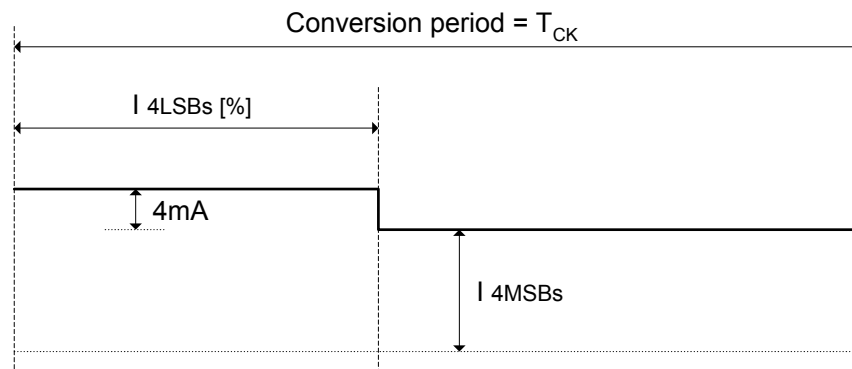 Conversion period = T_CK
I 4LSBs [%]
4mA
I 4MSBs